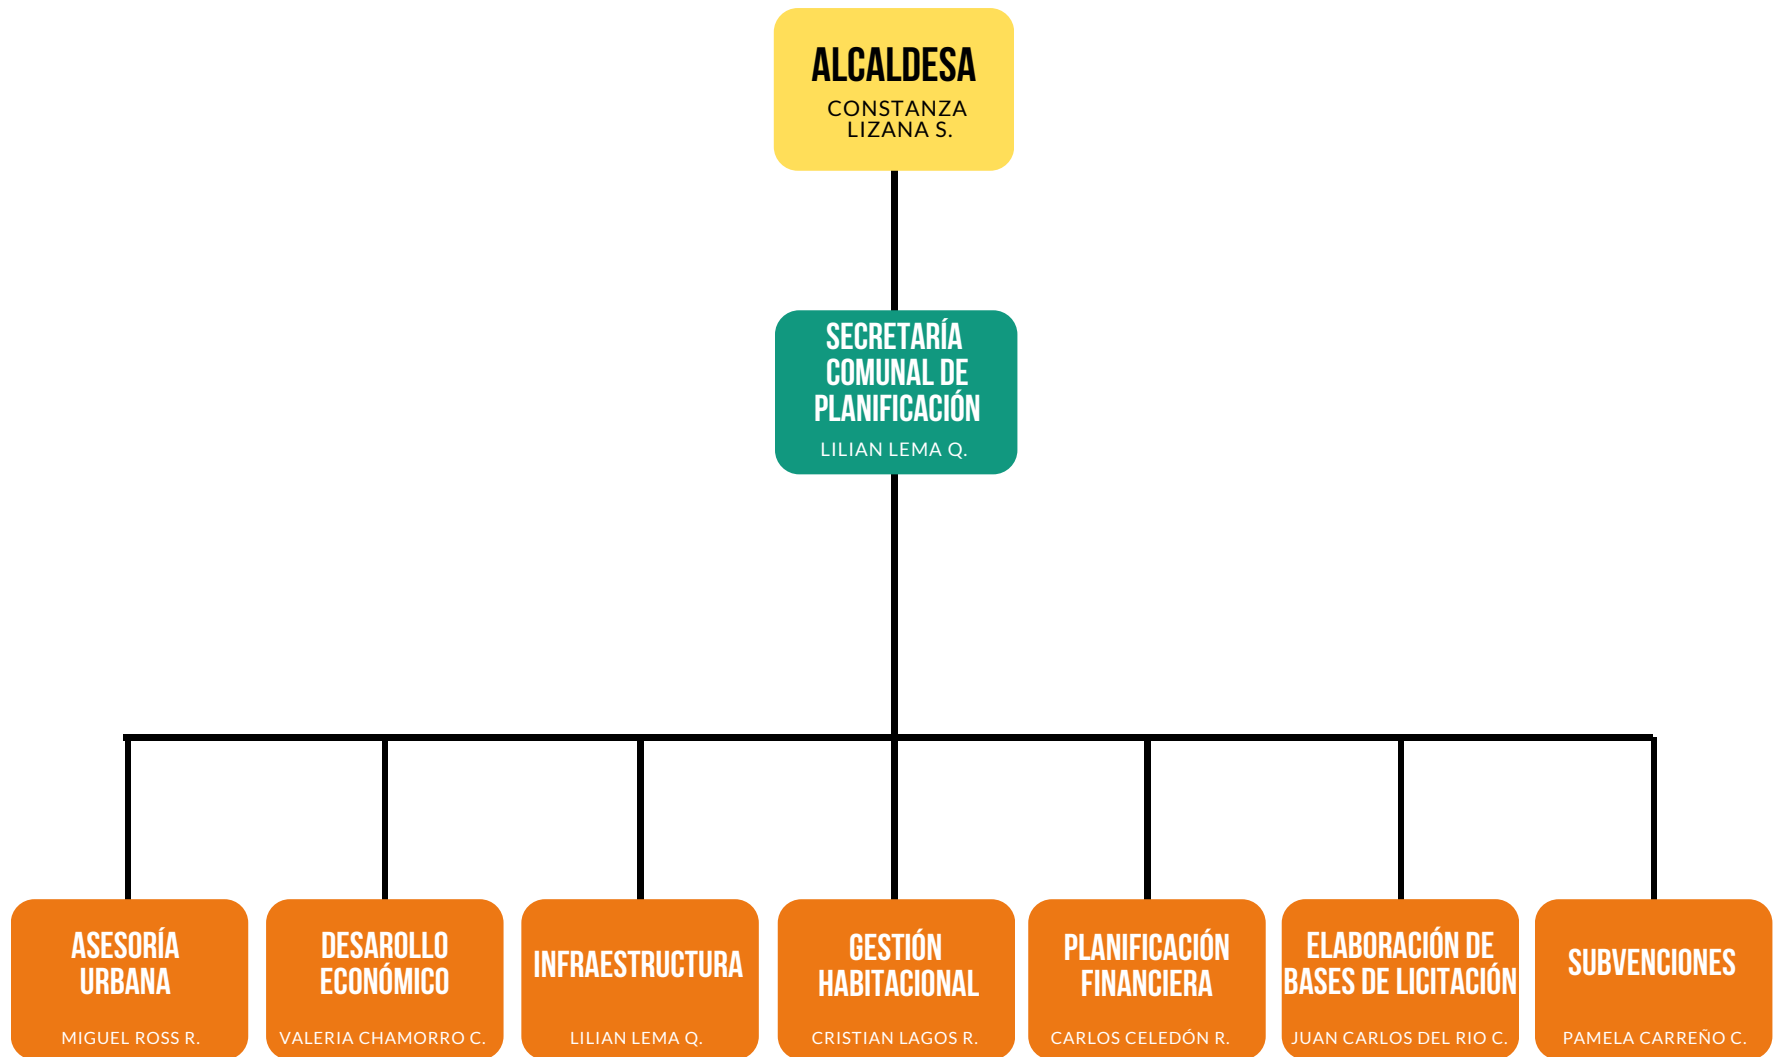 ALCALDESA
CONSTANZA
LIZANA S.
SECRETARÍA
COMUNAL DE
PLANIFICACIÓN
LILIAN LEMA Q.
ASESORÍA
URBANA
MIGUEL ROSS R.
DESAROLLO
ECONÓMICO
VALERIA CHAMORRO C.
INFRAESTRUCTURA
LILIAN LEMA Q.
GESTIÓN
HABITACIONAL
CRISTIAN LAGOS R.
PLANIFICACIÓN
FINANCIERA
CARLOS CELEDÓN R.
ELABORACIÓN DE
BASES DE LICITACIÓN
JUAN CARLOS DEL RIO C.
SUBVENCIONES
PAMELA CARREÑO C.